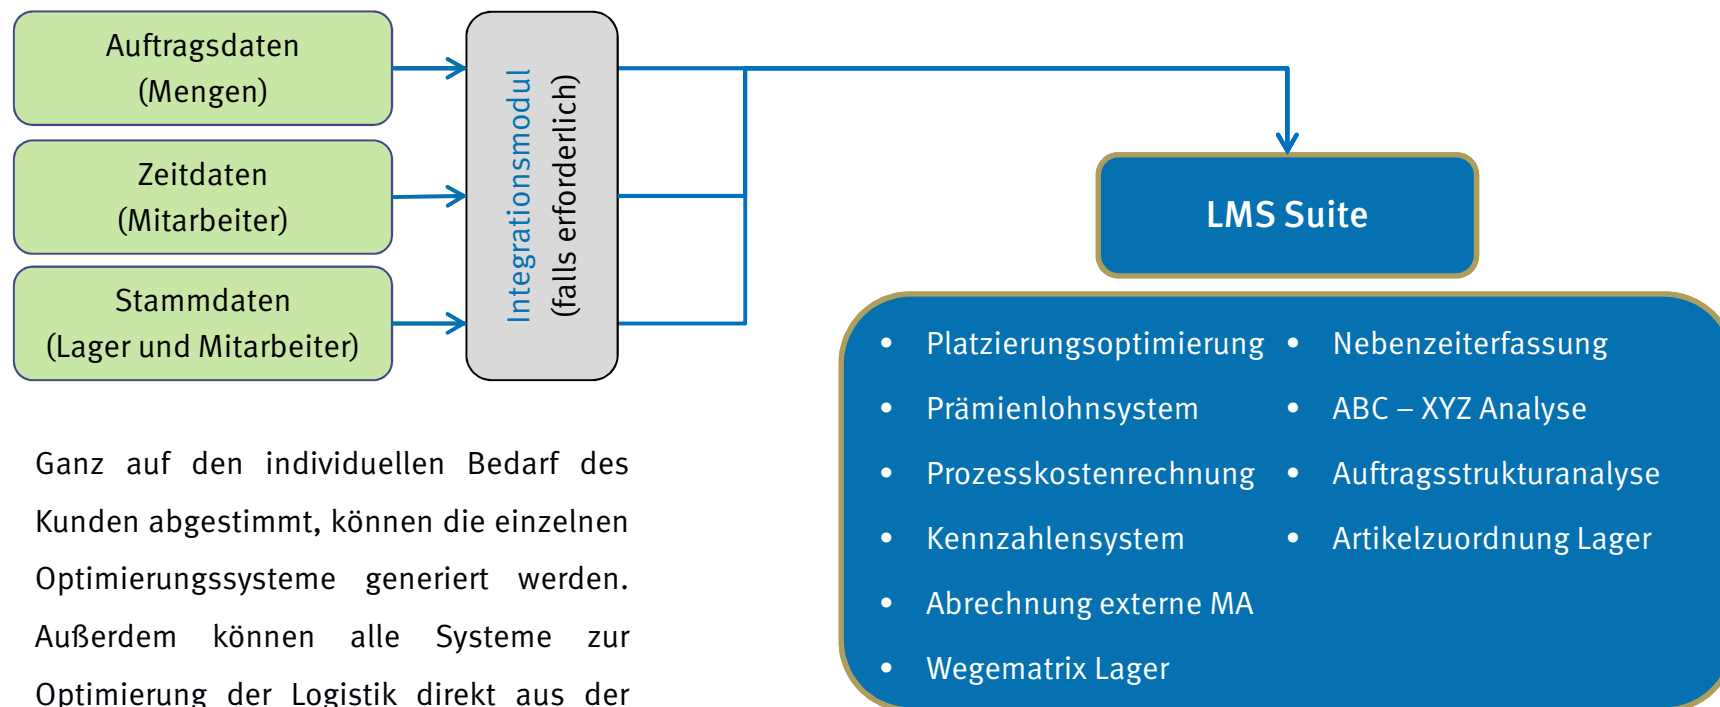 Auftragsdaten
(Mengen)
Zeitdaten
(Mitarbeiter)
Stammdaten
(Lager und Mitarbeiter)
Integrationsmodul
(falls erforderlich)
LMS Suite
• Platzierungsoptimierung
• Prämienlohnsystem
• Prozesskostenrechnung
• Kennzahlensystem
• Abrechnung externe MA
• Wegematrix Lager
• Nebenzeiterfassung
• ABC – XYZ Analyse
• Auftragsstrukturanalyse
• Artikelzuordnung Lager
Ganz auf den individuellen Bedarf des
Kunden abgestimmt, können die einzelnen
Optimierungssysteme generiert werden.
Außerdem können alle Systeme zur
Optimierung der Logistik direkt aus der